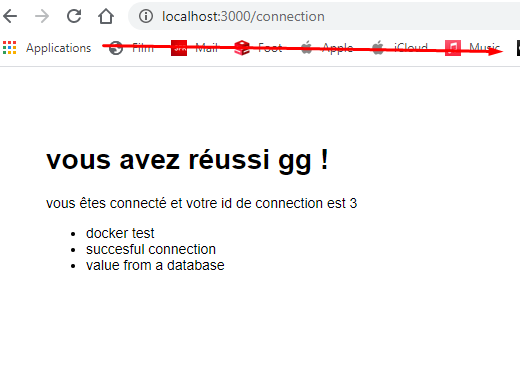 localhost:3000/connection
Applications Film Mail Foot Apple iCloud Music
vous avez réussi gg !
vous êtes connecté et votre id de connection est 3
docker test
succesful connection
value from a database